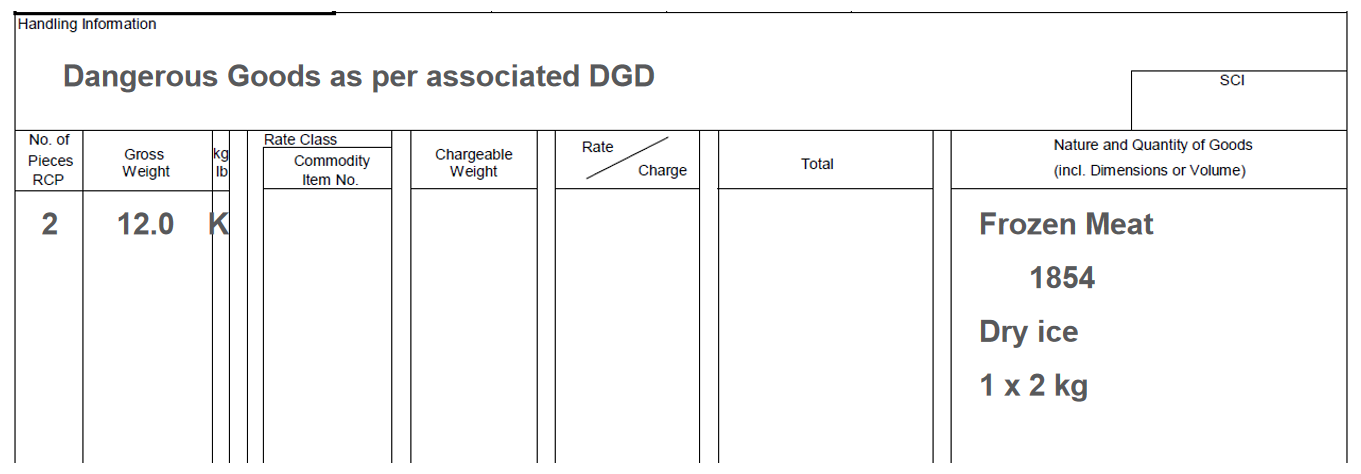 Handling Information
Dangerous Goods as per associated DGD
SCI
No. of
Pieces
RCP
Gross
Weight
kg
lb
Rate Class
Commodity
Item No.
Chargeable
Weight
Rate
Charge
Total
Nature and Quantity of Goods
(incl. Dimensions or Volume)
2 12.0 K Frozen Meat
1854
Dry ice
1 x 2 kg